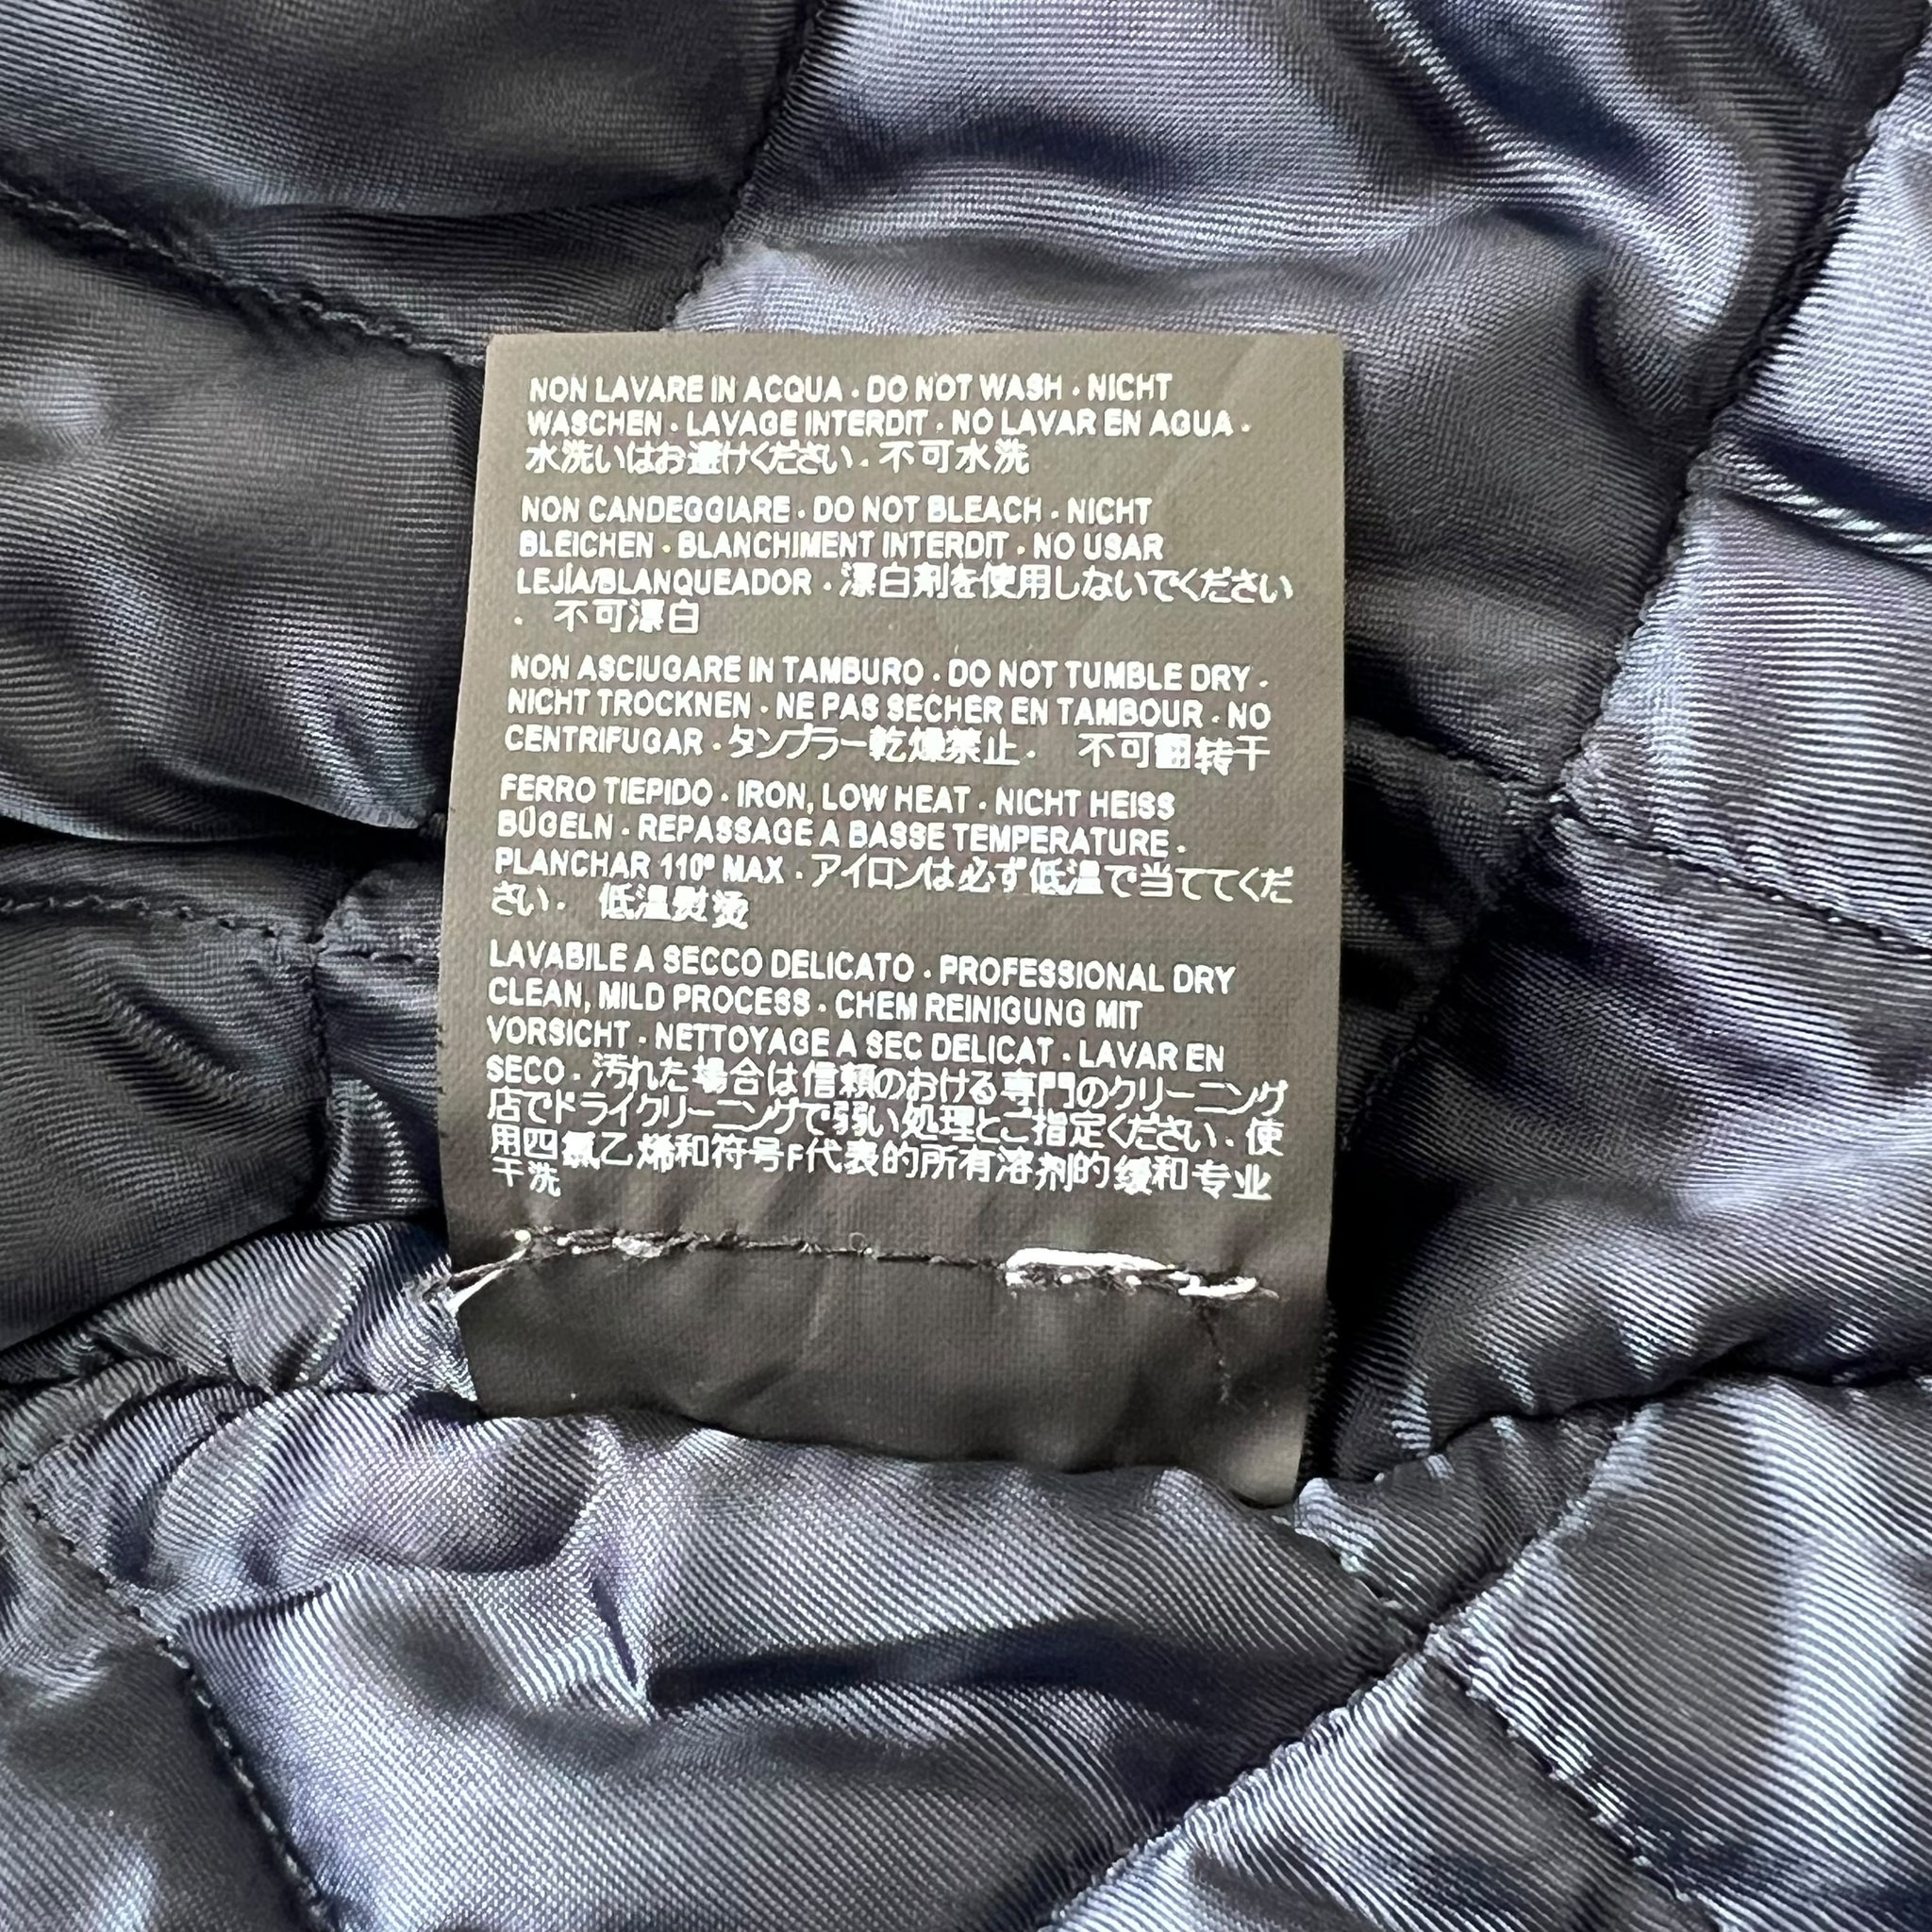 NON LAVARE IN ACQUA · DO NOT WASH · NICHT
WASCHEN · LAVAGE INTERDIT · NO LAVAR EN AGUA ·
水洗いはお避けください · 不可水洗
NON CANDEGGIARE · DO NOT BLEACH · NICHT
BLEICHEN · BLANCHIMENT INTERDIT · NO USAR
LEJÍA/BLANQUEADOR · 漂白剤を使用しないでください
· 不可漂白
NON ASCIUGARE IN TAMBURO · DO NOT TUMBLE DRY ·
NICHT TROCKNEN · NE PAS SECHER EN TAMBOUR · NO
CENTRIFUGAR · タンブラー乾燥禁止 · 不可翻转干
FERRO TIEPIDO · IRON, LOW HEAT · NICHT HEISS
BÜGELN · REPASSAGE A BASSE TEMPERATURE ·
PLANCHAR 110° MAX · アイロンは必ず低温で当ててくだ
さい · 低温熨烫
LAVABILE A SECCO DELICATO · PROFESSIONAL DRY
CLEAN, MILD PROCESS · CHEM REINIGUNG MIT
VORSICHT · NETTOYAGE A SEC DELICAT · LAVAR EN
SECO · 汚れた場合は信頼のおける専門のクリーニング
店でドライクリーニングで弱い処理とご指定ください · 使
用四氯乙烯和符号F代表的所有溶剂的缓和专业
干洗